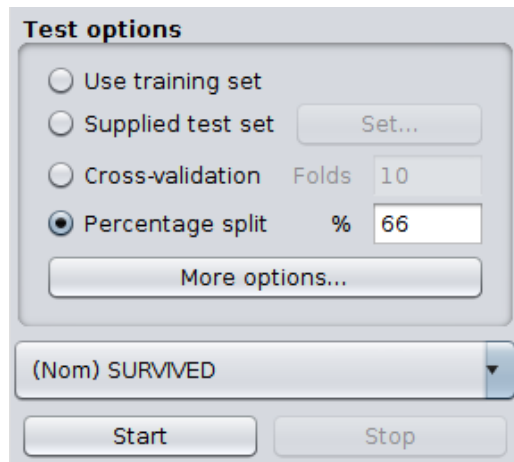 Test options
Use training set
Supplied test set Set...
Cross-validation Folds 10
Percentage split % 66
More options...
(Nom) SURVIVED
Start Stop